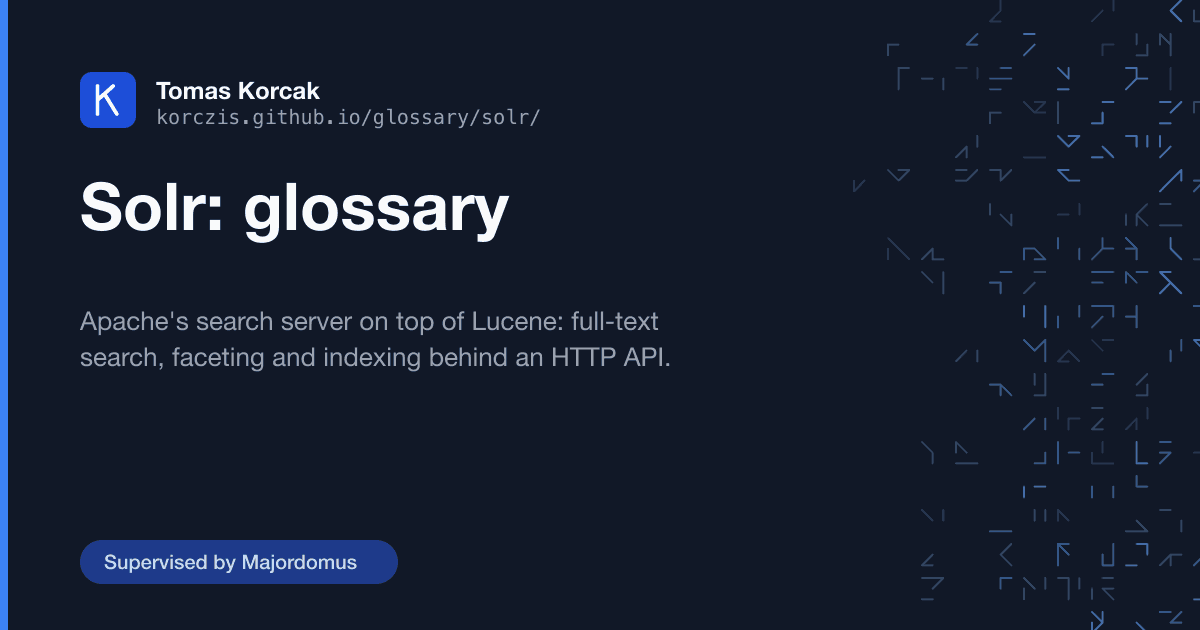 Tomas Korcak
korczis.github.io/glossary/solr/
Solr: glossary
Apache's search server on top of Lucene: full-text
search, faceting and indexing behind an HTTP API.
Supervised by Majordomus